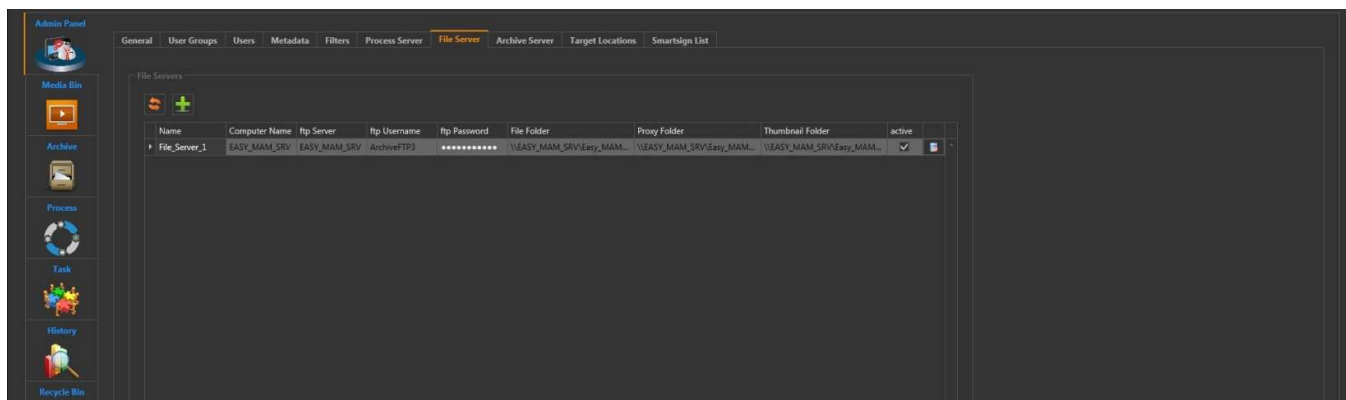 Admin Panel
General User Groups Users Metadata Filters Process Server File Server Archive Server Target Locations Smartsign List
File Servers
Media Bin
Name Computer Name ftp Server ftp Username ftp Password File Folder Proxy Folder Thumbnail Folder active
File_Server_1 EASY_MAM_SRV EASY_MAM_SRV ArchiveFTP3 ●●●●●●●●●●● \\EASY_MAM_SRV\Easy_MAM... \\EASY_MAM_SRV\Easy_MAM... \\EASY_MAM_SRV\Easy_MAM...
Archive
Process
Task
History
Recycle Bin